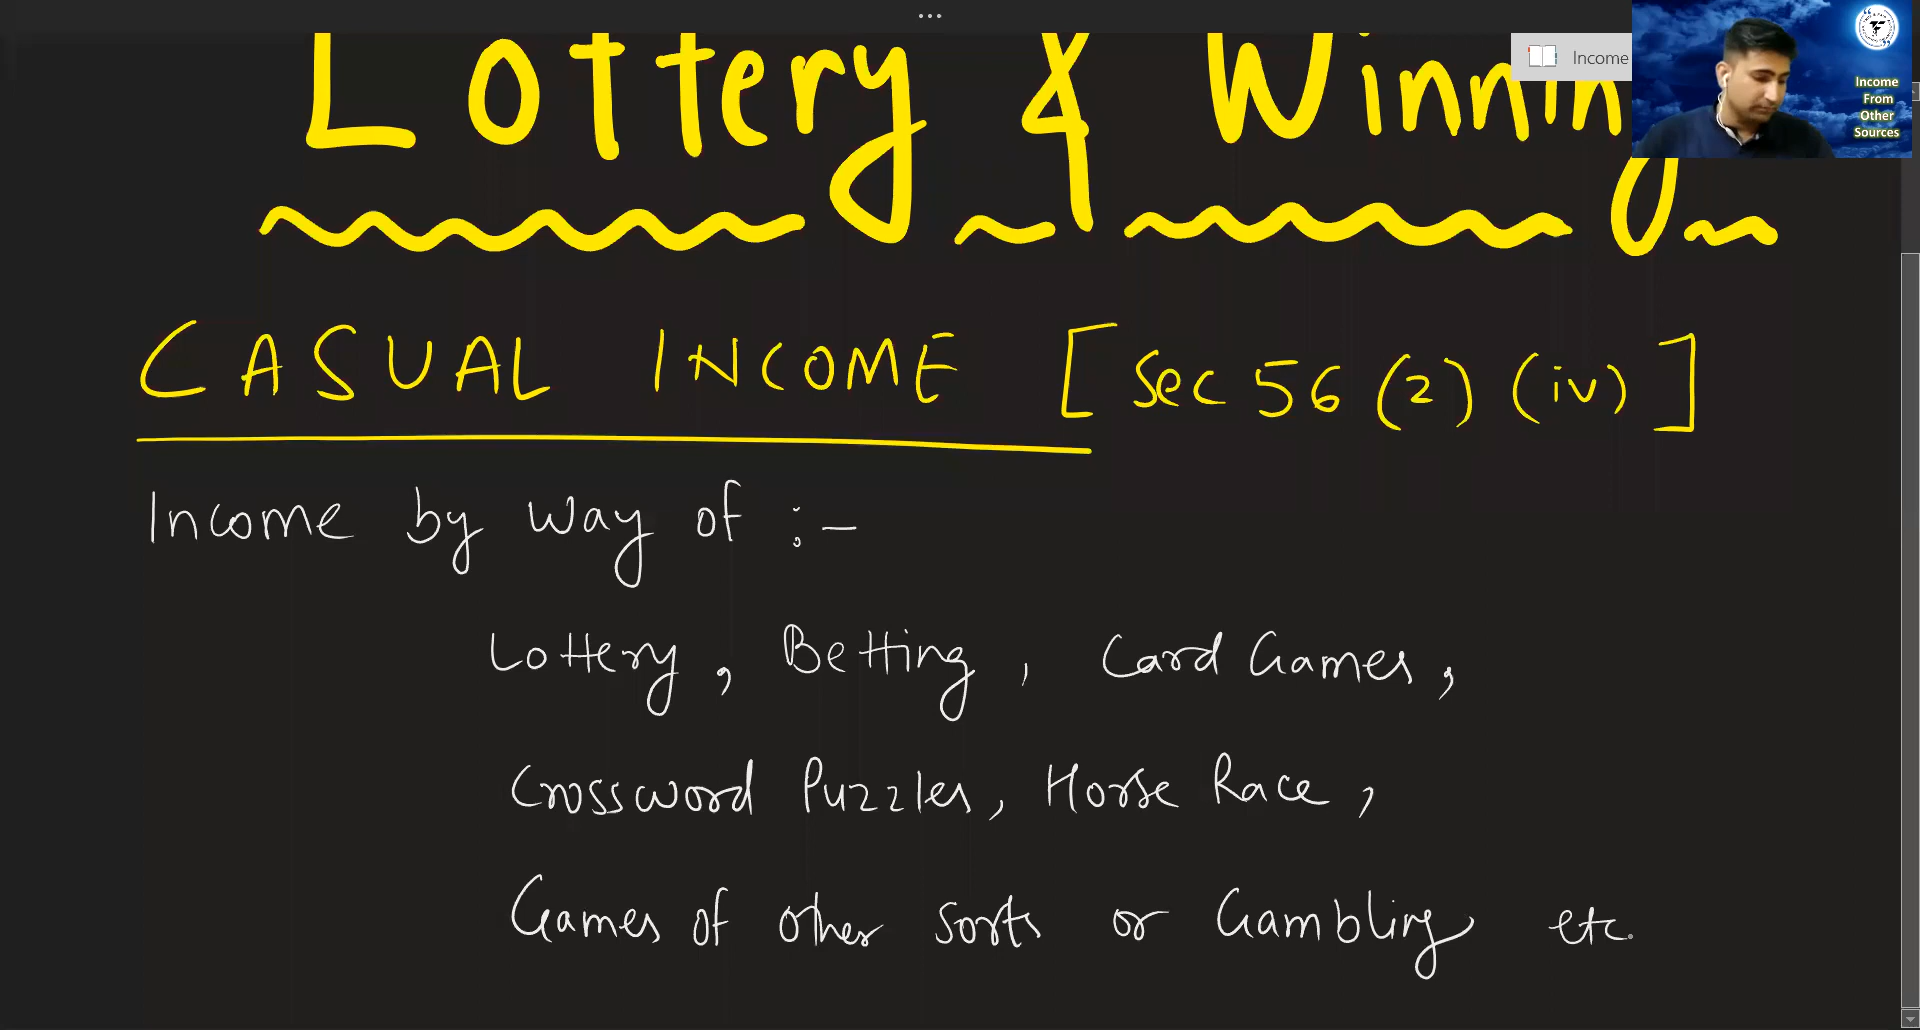 Lottery & Winning
Income
Income
From
Other
Sources
CASUAL INCOME [Sec 56 (2) (iv)]
Income by way of :-
Lottery, Betting, Card Games,
Crossword Puzzles, Horse Race,
Games of other sorts or Gambling etc.